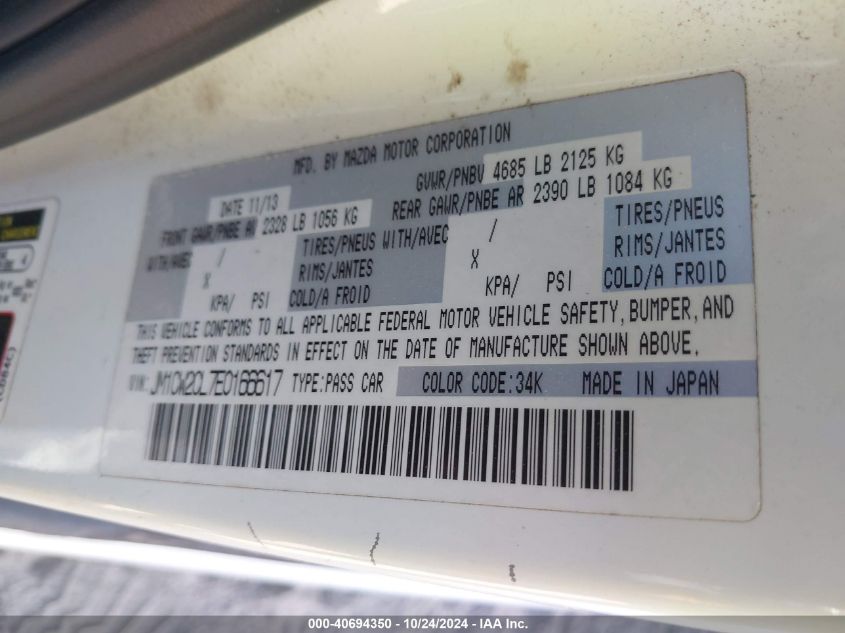 MFD. BY MAZDA MOTOR CORPORATION
DATE 11/13 GVWR/PNBV 4685 LB 2125 KG
FRONT GAWR/PNBE AV 2328 LB 1056 KG REAR GAWR/PNBE AR 2390 LB 1084 KG
WITH/AVEC / TIRES/PNEUS WITH/AVEC / TIRES/PNEUS
X RIMS/JANTES X RIMS/JANTES
KPA/ PSI COLD/A FROID KPA/ PSI COLD/A FROID
THIS VEHICLE CONFORMS TO ALL APPLICABLE FEDERAL MOTOR VEHICLE SAFETY, BUMPER, AND
THEFT PREVENTION STANDARDS IN EFFECT ON THE DATE OF MANUFACTURE SHOWN ABOVE.
VIN: JM1CW2CL7E0166617 TYPE:PASS CAR COLOR CODE:34K MADE IN JAPAN
000-40694350 / 10/24/2024 - IAA Inc.